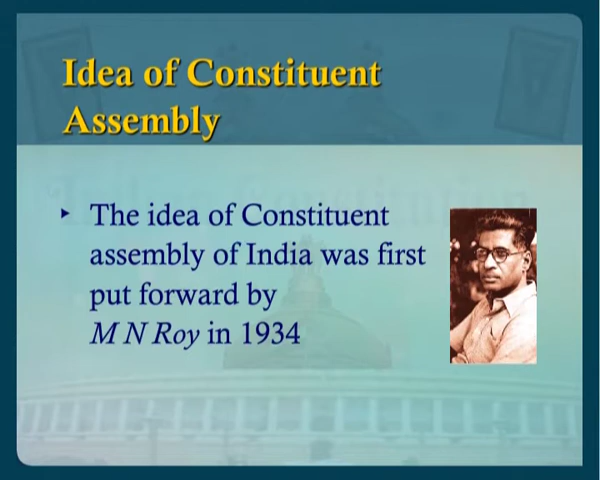 Idea of Constituent
Assembly
‣ The idea of Constituent
assembly of India was first
put forward by
M N Roy in 1934